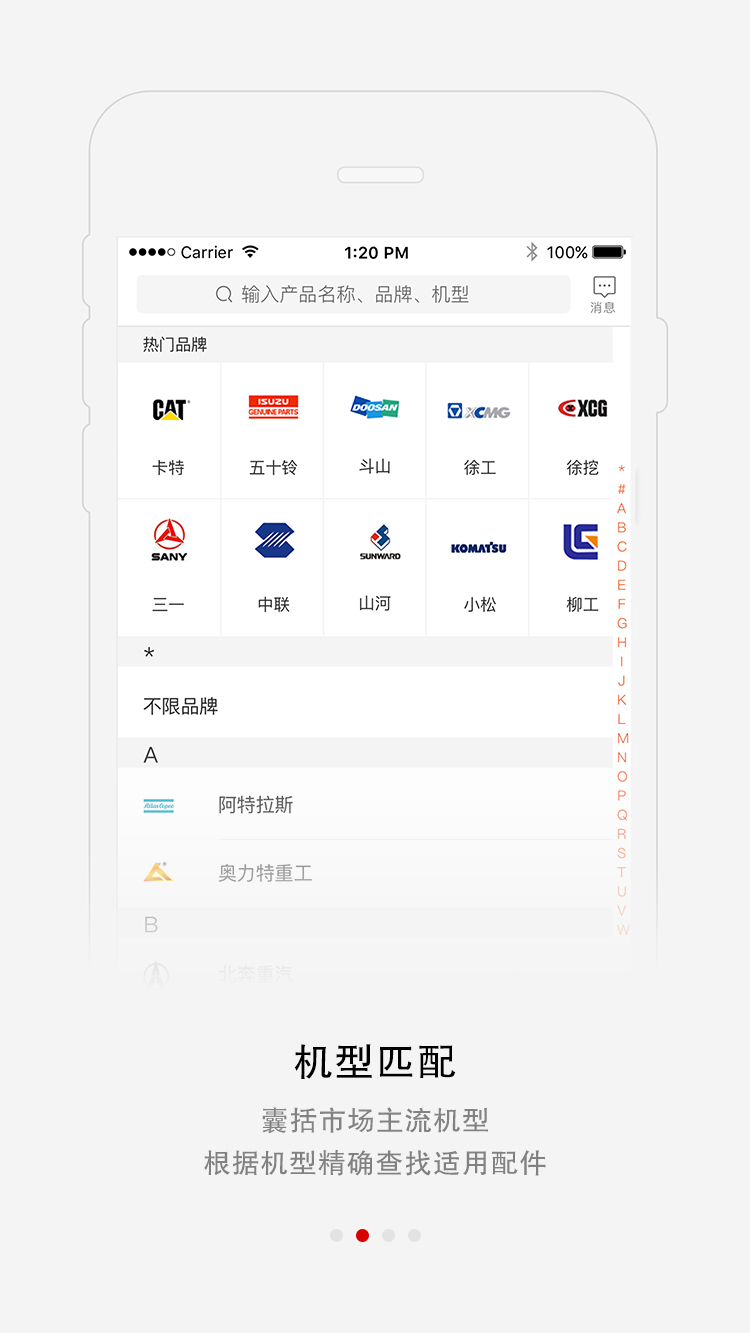 Carrier 1:20 PM 100%
输入产品名称、品牌、机型
消息
热门品牌
CAT ISUZU GENUINE PARTS DOOSAN XCMG XCG
卡特 五十铃 斗山 徐工 徐挖
SANY SUNWARD KOMATSU
三一 中联 山河 小松 柳工
*
不限品牌
A
Atlas Copco 阿特拉斯
奥力特重工
B
北奔重汽
*
#
A
B
C
D
E
F
G
H
I
J
K
L
M
N
O
P
Q
R
S
T
U
V
W
机型匹配
囊括市场主流机型
根据机型精确查找适用配件